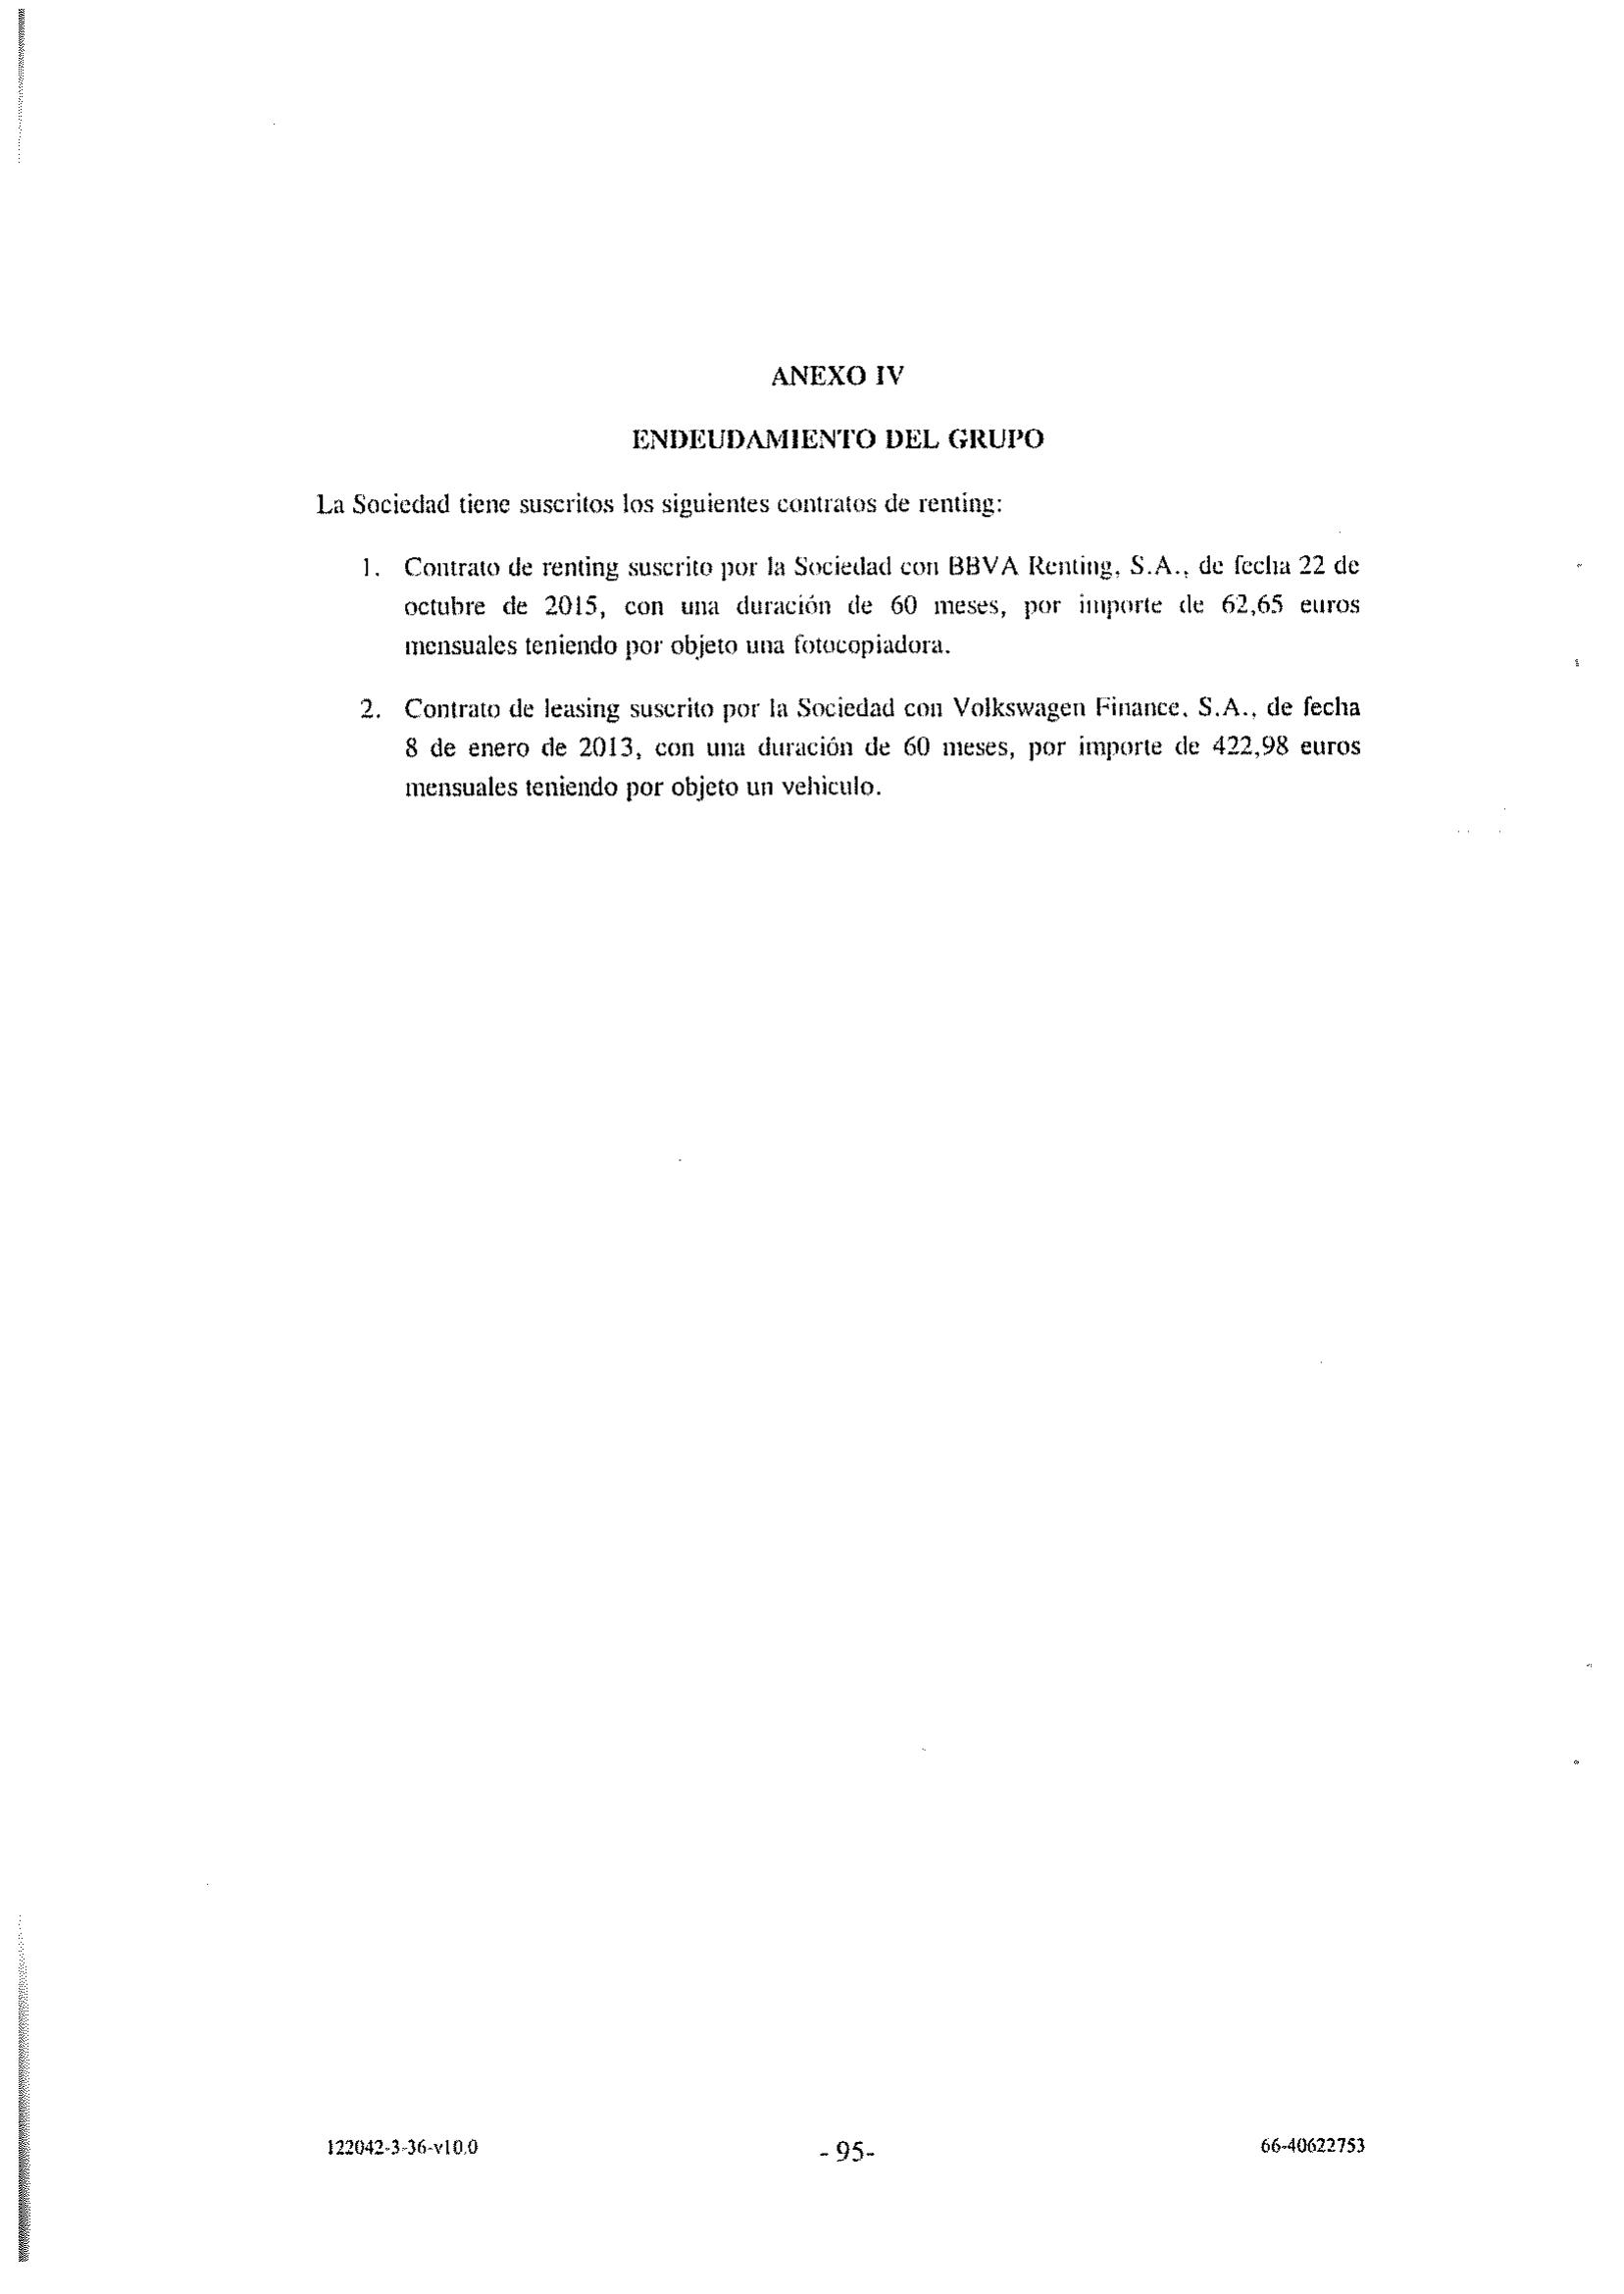 ANEXO IV
ENDEUDAMIENTO DEL GRUPO
La Sociedad tiene suscritos los siguientes contratos de renting:
1. Contrato de renting suscrito por la Sociedad con BBVA Renting, S.A., de fecha 22 de
octubre de 2015, con una duración de 60 meses, por importe de 62,65 euros
mensuales teniendo por objeto una fotocopiadora.
2. Contrato de leasing suscrito por la Sociedad con Volkswagen Finance, S.A., de fecha
8 de enero de 2013, con una duración de 60 meses, por importe de 422,98 euros
mensuales teniendo por objeto un vehiculo.
122042-3-36-v10.0
- 95-
66-40622753